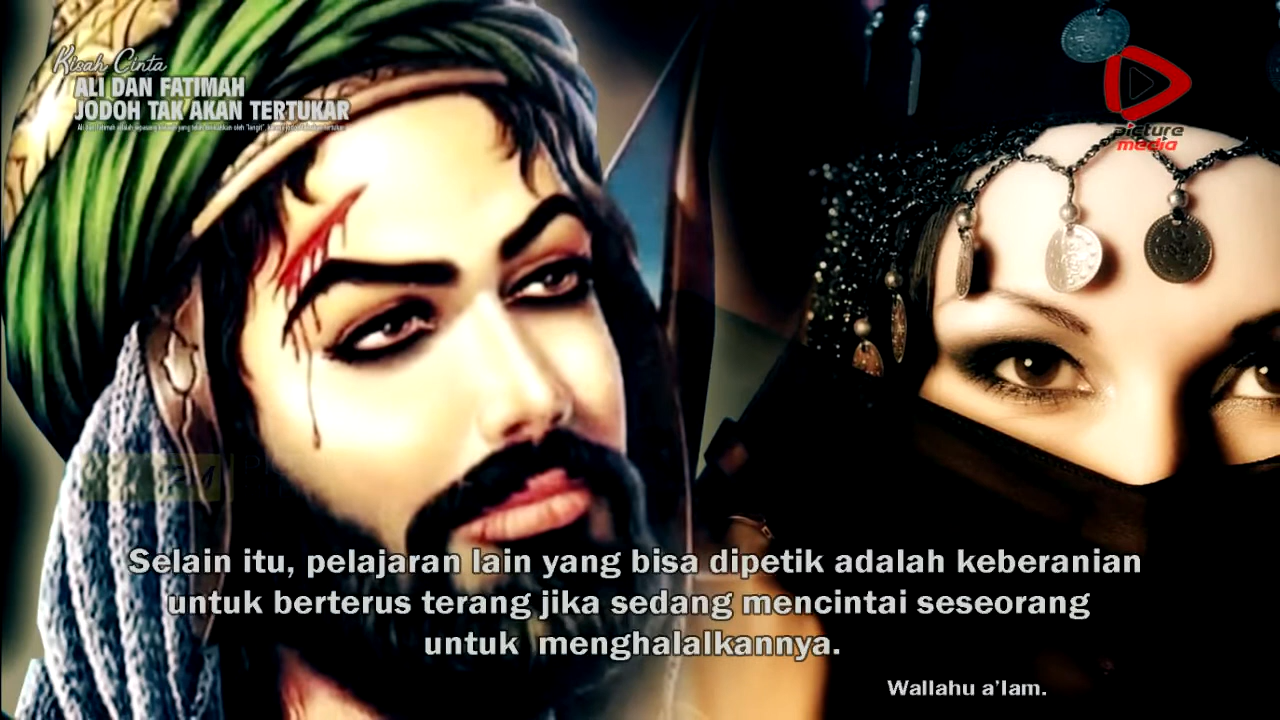 Kisah Cinta
ALI DAN FATIMAH
JODOH TAK AKAN TERTUKAR
picture
media
Selain itu, pelajaran lain yang bisa dipetik adalah keberanian
untuk berterus terang jika sedang mencintai seseorang
untuk menghalalkannya.
Wallahu a'lam.